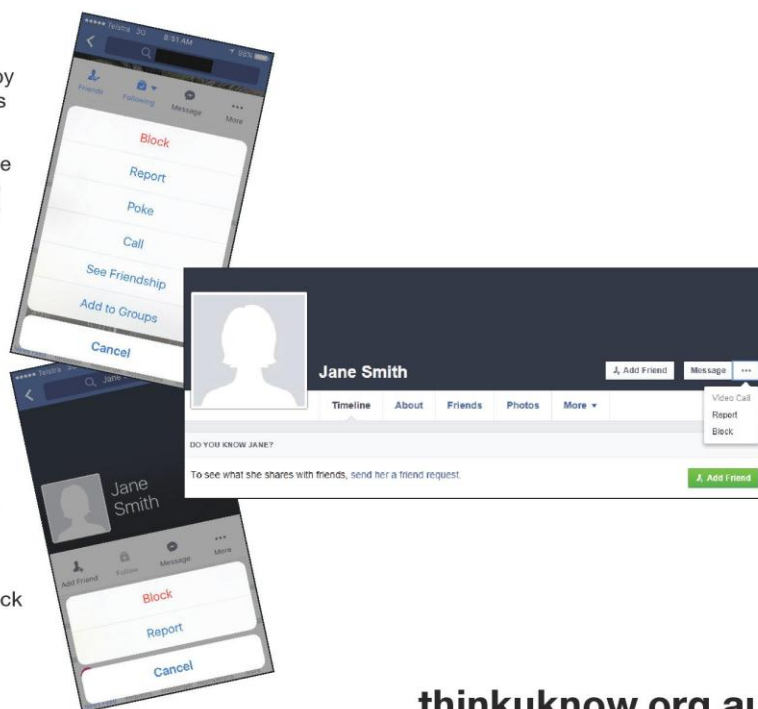 Telstra 3G 8:51 AM 98%
Friends Following Message More
Block
Report
Poke
Call
See Friendship
Add to Groups
Cancel
Jane Smith
Add Friend Message ...
Timeline About Friends Photos More
Video Call
Report
Block
DO YOU KNOW JANE?
To see what she shares with friends, send her a friend request.
Add Friend
Telstra
Jane
Smith
Add Friend Follow Message More
Block
Report
Cancel
ck
thinkuknow.org.au